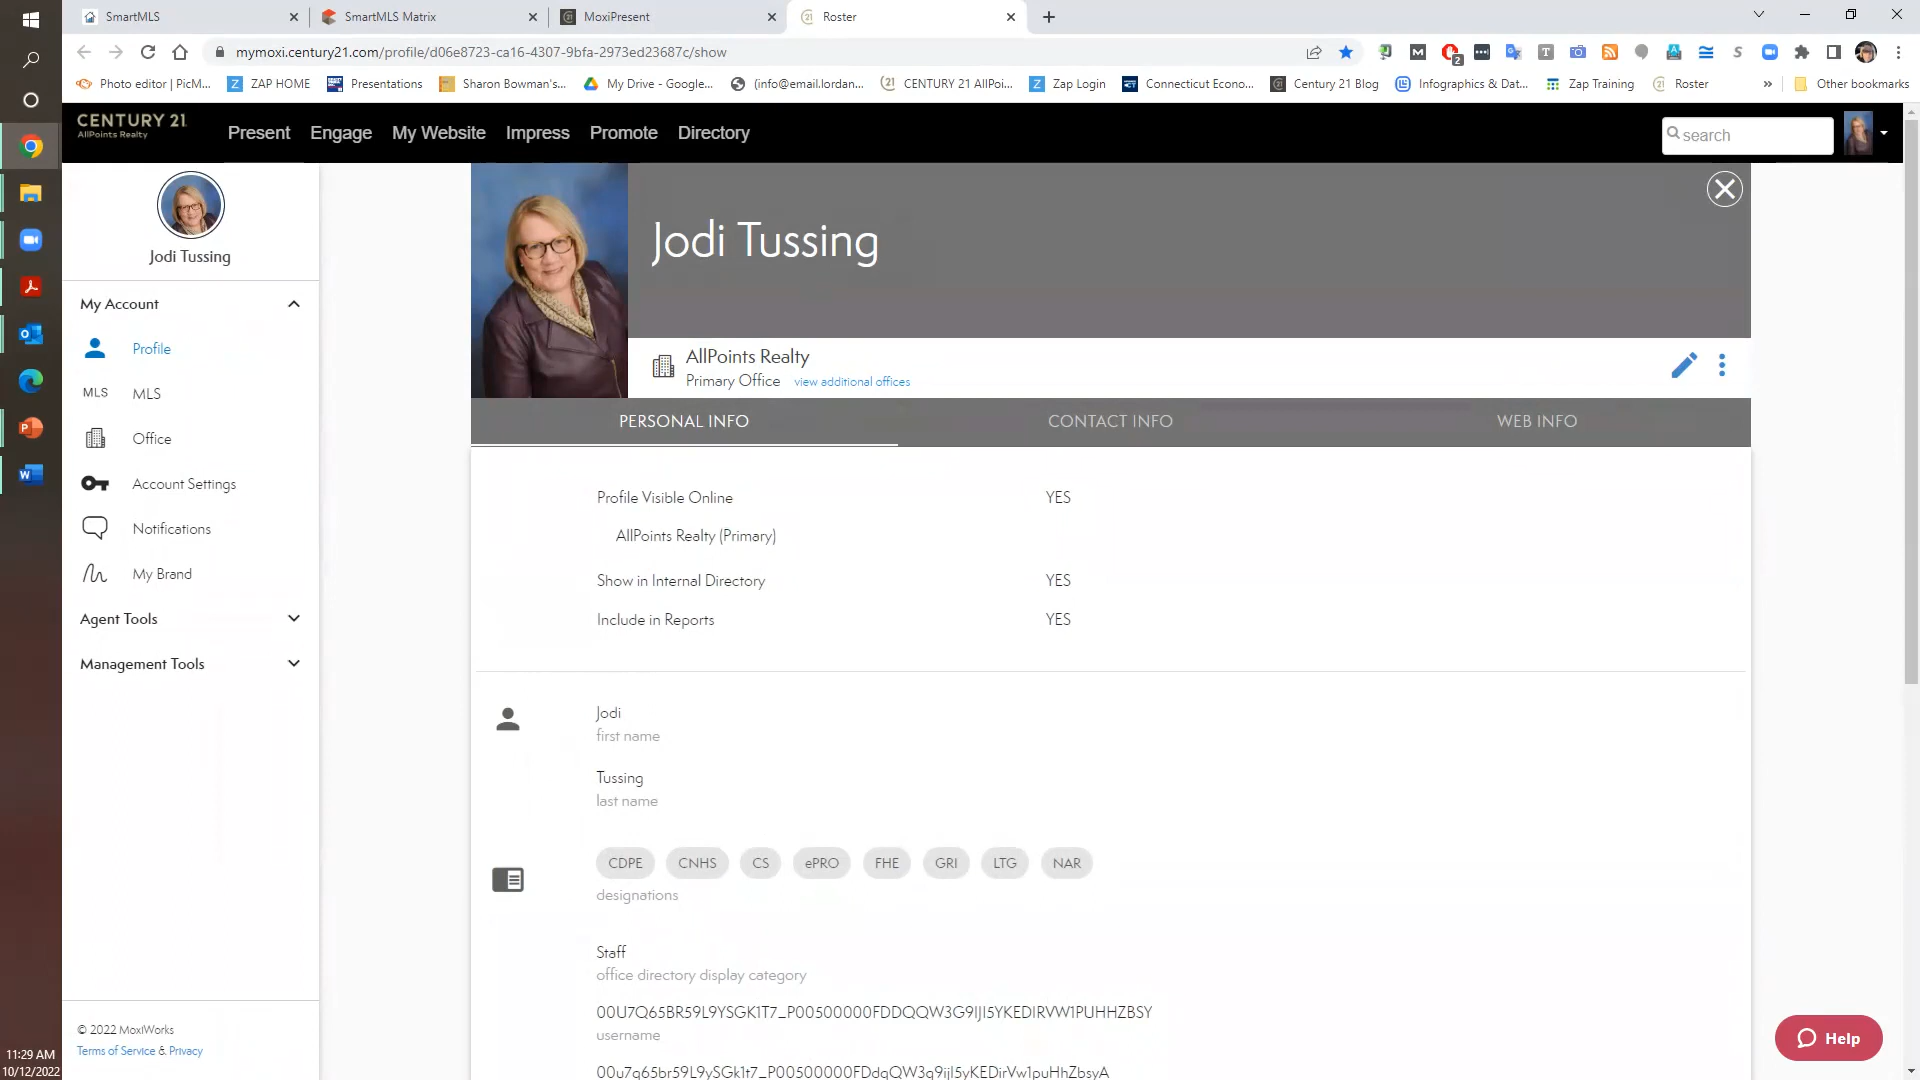 SmartMLS
SmartMLS Matrix
MoxiPresent
Roster
mymoxi.century21.com/profile/d06e8723-ca16-4307-9bfa-2973ed23687c/show
Photo editor | PicM...
ZAP HOME
Presentations
Sharon Bowman's...
My Drive - Google...
(info@email.lordan...
CENTURY 21 AllPoi...
Zap Login
Connecticut Econo...
Century 21 Blog
Infographics & Dat...
Zap Training
Roster
»
Other bookmarks
CENTURY 21
AllPoints Realty
Present
Engage
My Website
Impress
Promote
Directory
search
Jodi Tussing
My Account
Profile
MLS
MLS
Office
Account Settings
Notifications
My Brand
Agent Tools
Management Tools
© 2022 MoxiWorks
Terms of Service & Privacy
Jodi Tussing
AllPoints Realty
Primary Office view additional offices
PERSONAL INFO
CONTACT INFO
WEB INFO
Profile Visible Online YES
AllPoints Realty (Primary)
Show in Internal Directory YES
Include in Reports YES
Jodi
first name
Tussing
last name
CDPE CNHS CS ePRO FHE GRI LTG NAR
designations
Staff
office directory display category
username
Help
11:29 AM
10/12/2022